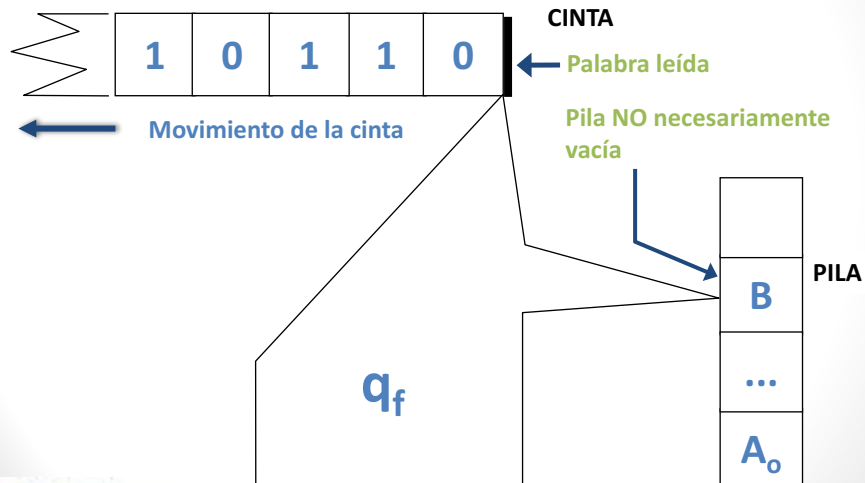 CINTA
1 0 1 1 0
Palabra leída
Movimiento de la cinta
Pila NO necesariamente
vacía
PILA
B
...
qf
Ao